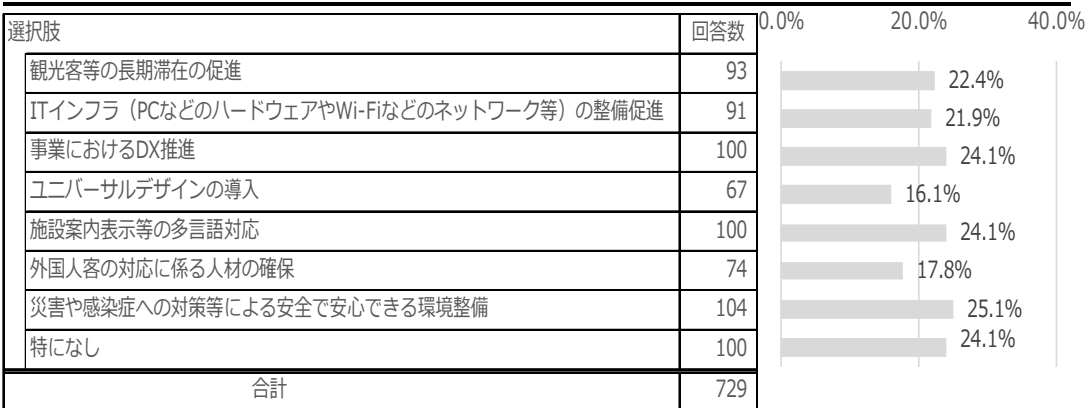 選択肢 回答数 0.0% 20.0% 40.0%
観光客等の長期滞在の促進 93 22.4%
ITインフラ（PCなどのハードウェアやWi-Fiなどのネットワーク等）の整備促進 91 21.9%
事業におけるDX推進 100 24.1%
ユニバーサルデザインの導入 67 16.1%
施設案内表示等の多言語対応 100 24.1%
外国人客の対応に係る人材の確保 74 17.8%
災害や感染症への対策等による安全で安心できる環境整備 104 25.1%
特になし 100 24.1%
合計 729